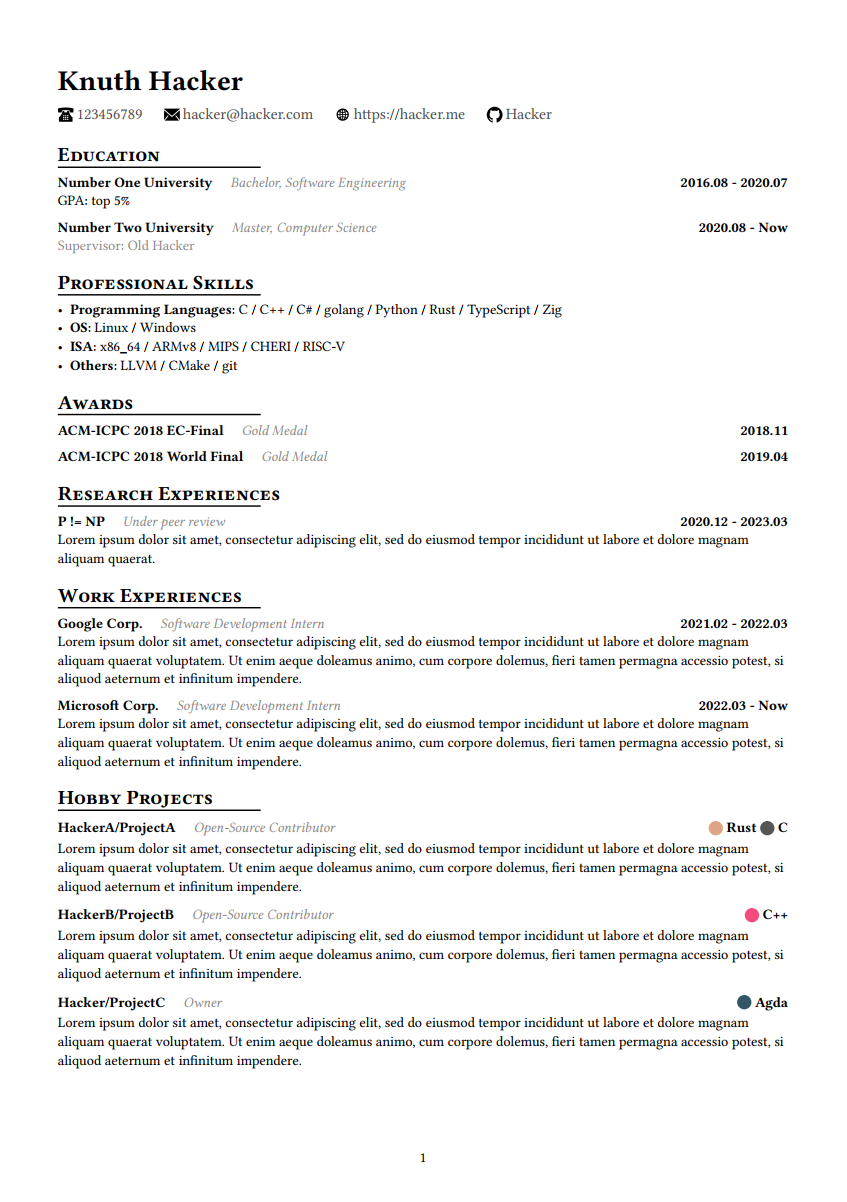 Knuth Hacker
123456789 hacker@hacker.com https://hacker.me Hacker
Education
Number One University Bachelor, Software Engineering 2016.08 - 2020.07
GPA: top 5%
Number Two University Master, Computer Science 2020.08 - Now
Supervisor: Old Hacker
Professional Skills
• Programming Languages: C / C++ / C# / golang / Python / Rust / TypeScript / Zig
• OS: Linux / Windows
• ISA: x86_64 / ARMv8 / MIPS / CHERI / RISC-V
• Others: LLVM / CMake / git
Awards
ACM-ICPC 2018 EC-Final Gold Medal 2018.11
ACM-ICPC 2018 World Final Gold Medal 2019.04
Research Experiences
P != NP Under peer review 2020.12 - 2023.03
Lorem ipsum dolor sit amet, consectetur adipiscing elit, sed do eiusmod tempor incididunt ut labore et dolore magnam
aliquam quaerat.
Work Experiences
Google Corp. Software Development Intern 2021.02 - 2022.03
Lorem ipsum dolor sit amet, consectetur adipiscing elit, sed do eiusmod tempor incididunt ut labore et dolore magnam
aliquam quaerat voluptatem. Ut enim aeque doleamus animo, cum corpore dolemus, fieri tamen permagna accessio potest, si
aliquod aeternum et infinitum impendere.
Microsoft Corp. Software Development Intern 2022.03 - Now
Lorem ipsum dolor sit amet, consectetur adipiscing elit, sed do eiusmod tempor incididunt ut labore et dolore magnam
aliquam quaerat voluptatem. Ut enim aeque doleamus animo, cum corpore dolemus, fieri tamen permagna accessio potest, si
aliquod aeternum et infinitum impendere.
Hobby Projects
HackerA/ProjectA Open-Source Contributor Rust C
Lorem ipsum dolor sit amet, consectetur adipiscing elit, sed do eiusmod tempor incididunt ut labore et dolore magnam
aliquam quaerat voluptatem. Ut enim aeque doleamus animo, cum corpore dolemus, fieri tamen permagna accessio potest, si
aliquod aeternum et infinitum impendere.
HackerB/ProjectB Open-Source Contributor C++
Lorem ipsum dolor sit amet, consectetur adipiscing elit, sed do eiusmod tempor incididunt ut labore et dolore magnam
aliquam quaerat voluptatem. Ut enim aeque doleamus animo, cum corpore dolemus, fieri tamen permagna accessio potest, si
aliquod aeternum et infinitum impendere.
Hacker/ProjectC Owner Agda
Lorem ipsum dolor sit amet, consectetur adipiscing elit, sed do eiusmod tempor incididunt ut labore et dolore magnam
aliquam quaerat voluptatem. Ut enim aeque doleamus animo, cum corpore dolemus, fieri tamen permagna accessio potest, si
aliquod aeternum et infinitum impendere.
1